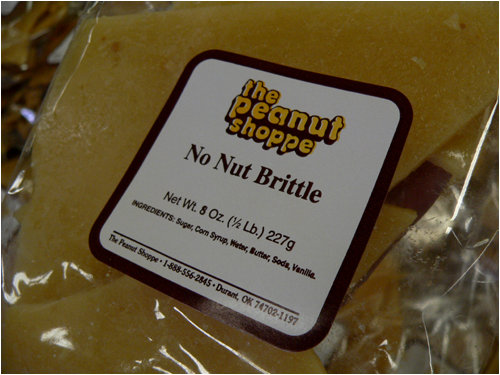 the
peanut
shoppe
No Nut Brittle
Net Wt. 8 Oz. (½ Lb.) 227g
INGREDIENTS: Sugar, Corn Syrup, Water, Butter, Soda, Vanilla.
The Peanut Shoppe • 1-888-556-2845 • Durant, OK 74702-1197